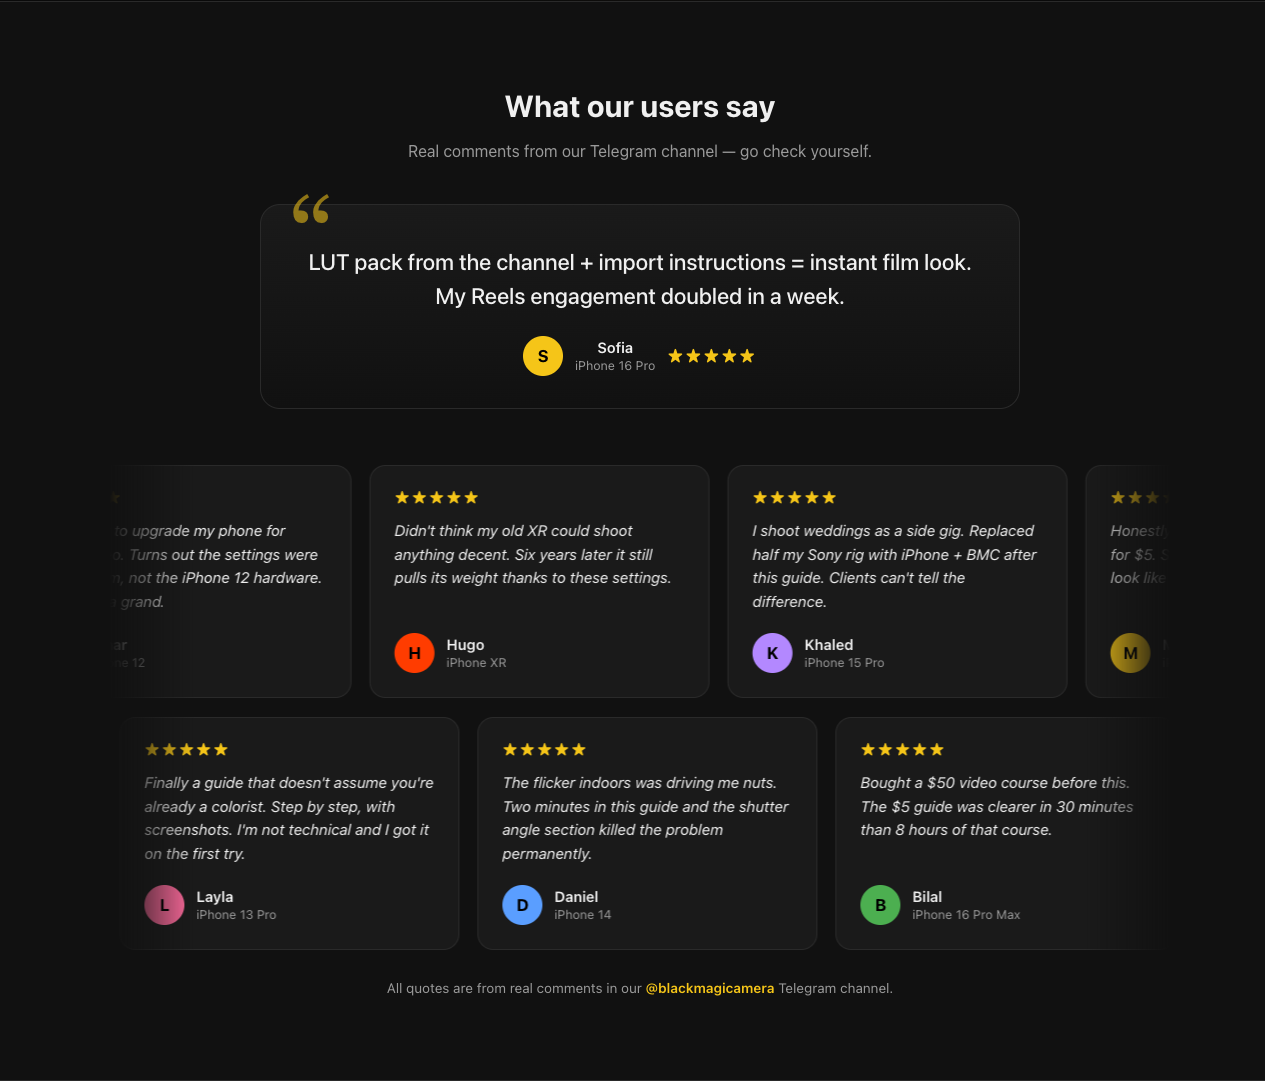 What our users say
Real comments from our Telegram channel — go check yourself.
“
LUT pack from the channel + import instructions = instant film look.
My Reels engagement doubled in a week.
S
Sofia
iPhone 16 Pro
★★★★★
to upgrade my phone for
Turns out the settings were
not the iPhone 12 hardware.
grand.
12
★★★★★
Didn't think my old XR could shoot
anything decent. Six years later it still
pulls its weight thanks to these settings.
H
Hugo
iPhone XR
★★★★★
I shoot weddings as a side gig. Replaced
half my Sony rig with iPhone + BMC after
this guide. Clients can't tell the
difference.
K
Khaled
iPhone 15 Pro
Honestly
for $5.
look like
M
★★★★★
Finally a guide that doesn't assume you're
already a colorist. Step by step, with
screenshots. I'm not technical and I got it
on the first try.
L
Layla
iPhone 13 Pro
★★★★★
The flicker indoors was driving me nuts.
Two minutes in this guide and the shutter
angle section killed the problem
permanently.
D
Daniel
iPhone 14
★★★★★
Bought a $50 video course before this.
The $5 guide was clearer in 30 minutes
than 8 hours of that course.
B
Bilal
iPhone 16 Pro Max
All quotes are from real comments in our @blackmagicamera Telegram channel.